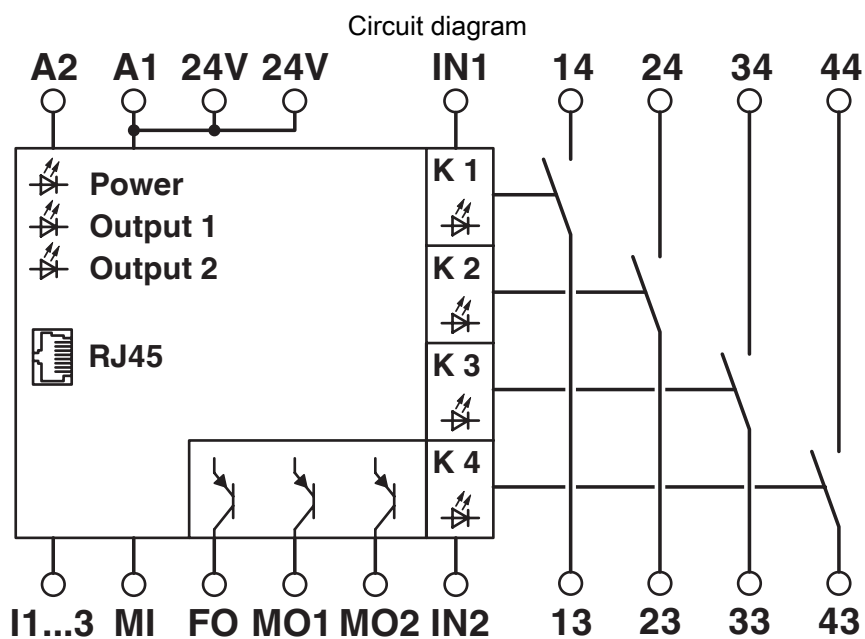 Circuit diagram
A2 A1 24V 24V IN1 14 24 34 44
K 1
Power
Output 1
Output 2
K 2
RJ45
K 3
K 4
I1...3 MI FO MO1 MO2 IN2 13 23 33 43